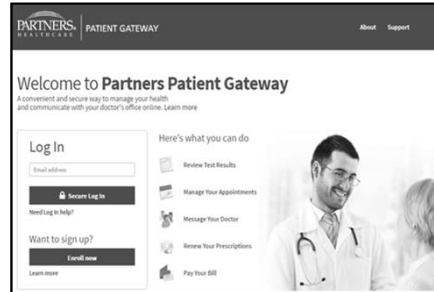 PARTNERS.
HEALTHCARE
PATIENT GATEWAY
About Support
Welcome to Partners Patient Gateway
A convenient and secure way to manage your health
and communicate with your doctor's office online. Learn more
Log In
Email address
Secure Log In
Need Log In help?
Want to sign up?
Enroll now
Learn more
Here's what you can do
Review Test Results
Manage Your Appointments
Message Your Doctor
Renew Your Prescriptions
Pay Your Bill